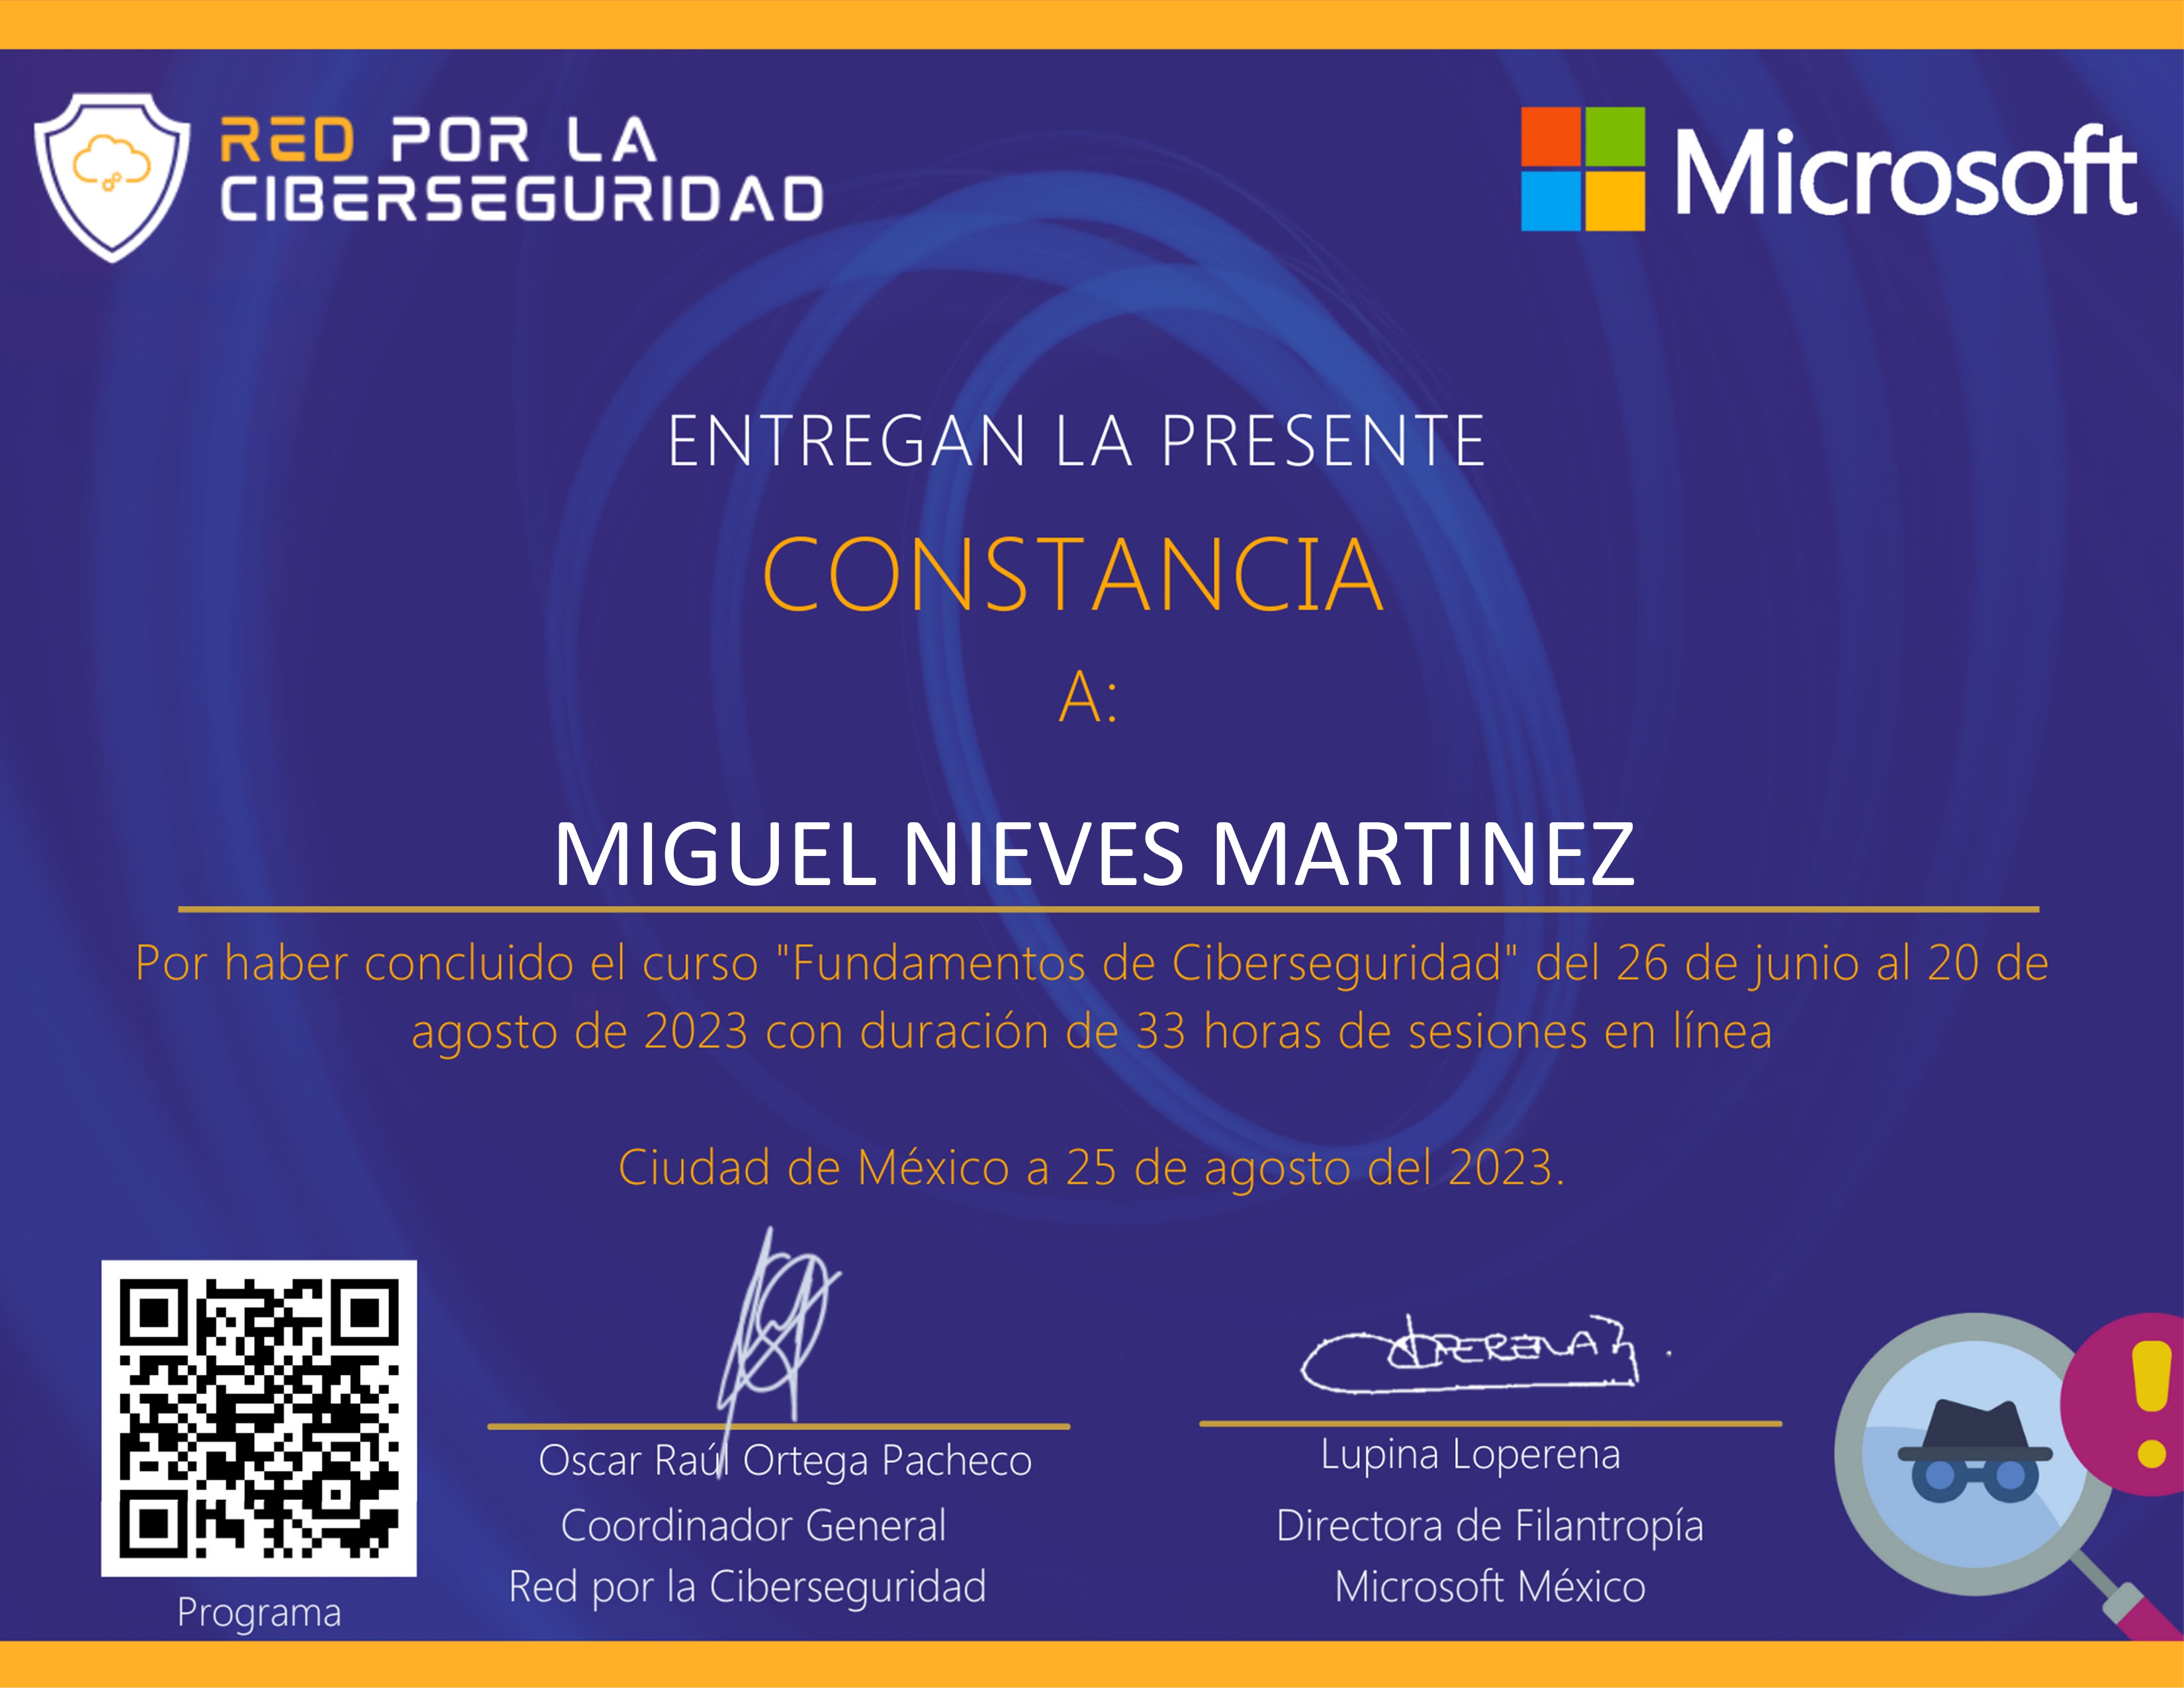 RED POR LA
CIBERSEGURIDAD
Microsoft
ENTREGAN LA PRESENTE
CONSTANCIA
A:
MIGUEL NIEVES MARTINEZ
Por haber concluido el curso "Fundamentos de Ciberseguridad" del 26 de junio al 20 de
agosto de 2023 con duración de 33 horas de sesiones en línea
Ciudad de México a 25 de agosto del 2023.
Oscar Raúl Ortega Pacheco
Coordinador General
Red por la Ciberseguridad
Lupina Loperena
Directora de Filantropía
Microsoft México
Programa